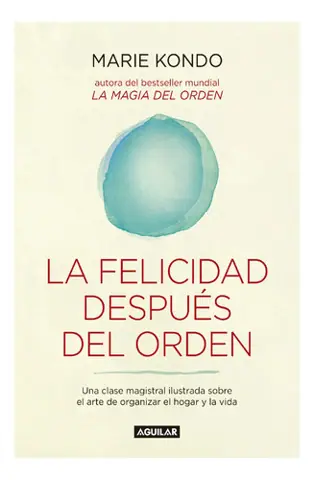 MARIE KONDO
autora del bestseller mundial
LA MAGIA DEL ORDEN
LA FELICIDAD
DESPUÉS
DEL ORDEN
Una clase magistral ilustrada sobre
el arte de organizar el hogar y la vida
AGUILAR